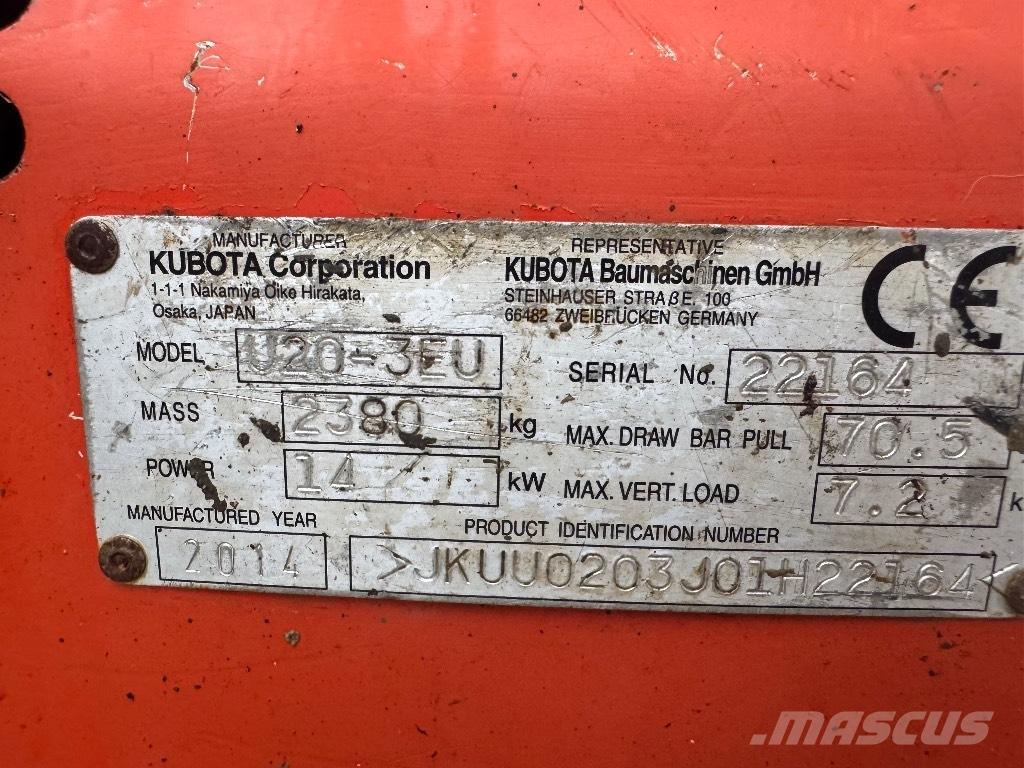 MANUFACTURER
KUBOTA Corporation
1-1-1 Nakamiya Oike Hirakata,
Osaka, JAPAN
REPRESENTATIVE
KUBOTA Baumaschinen GmbH
STEINHAUSER STRAßE. 100
66482 ZWEIBRÜCKEN GERMANY
CE
MODEL U20-3EU
SERIAL No. 22164
MASS 2380 kg
MAX. DRAW BAR PULL 70.5
POWER 14 kW
MAX. VERT. LOAD 7.2 k
MANUFACTURED YEAR
2014
PRODUCT IDENTIFICATION NUMBER
>JKUU0203J01H22164<
MASCUS